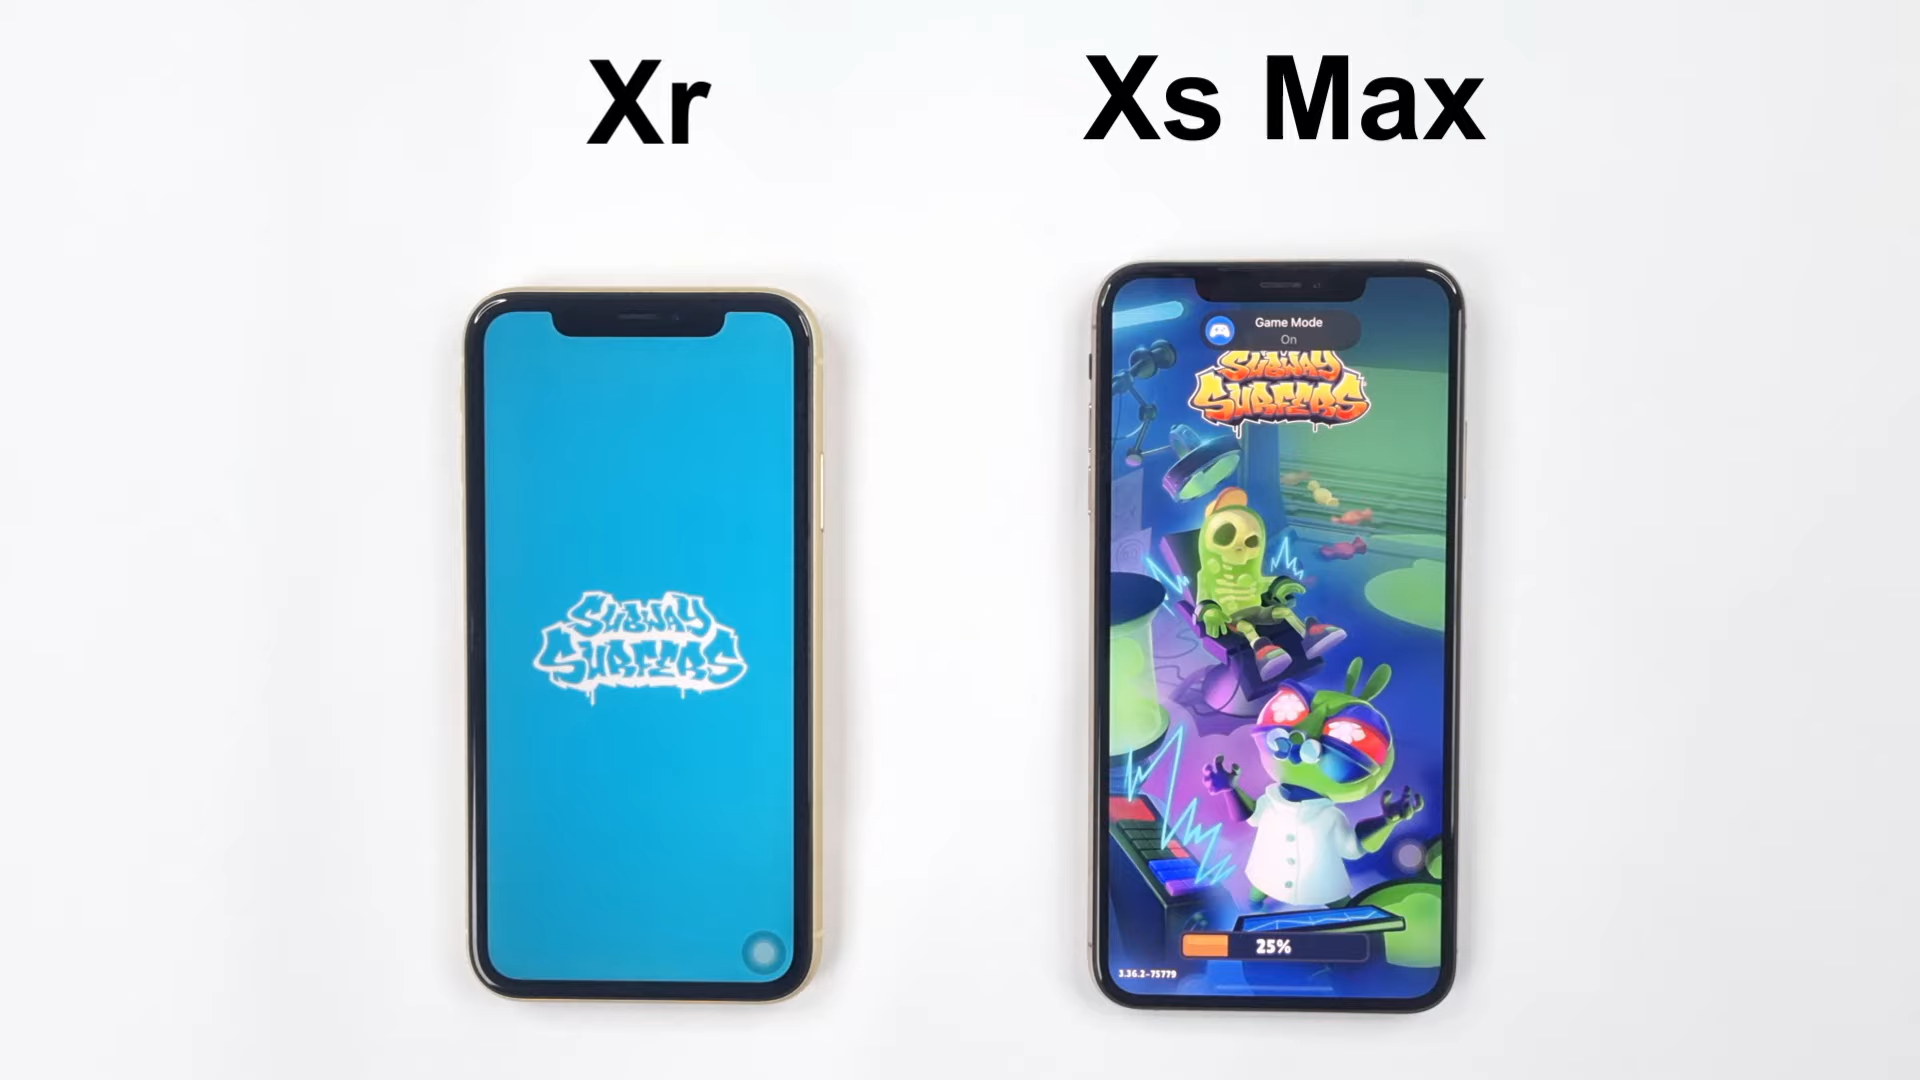 Xr
Xs Max
SUBWAY
SURFERS
Game Mode
On
SUBWAY
SURFERS
25%
3.36.2-75779